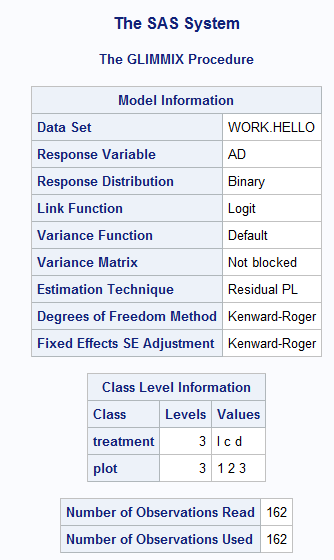 The SAS System
The GLIMMIX Procedure
Model Information
Data Set WORK.HELLO
Response Variable AD
Response Distribution Binary
Link Function Logit
Variance Function Default
Variance Matrix Not blocked
Estimation Technique Residual PL
Degrees of Freedom Method Kenward-Roger
Fixed Effects SE Adjustment Kenward-Roger
Class Level Information
Class Levels Values
treatment 3 l c d
plot 3 1 2 3
Number of Observations Read 162
Number of Observations Used 162